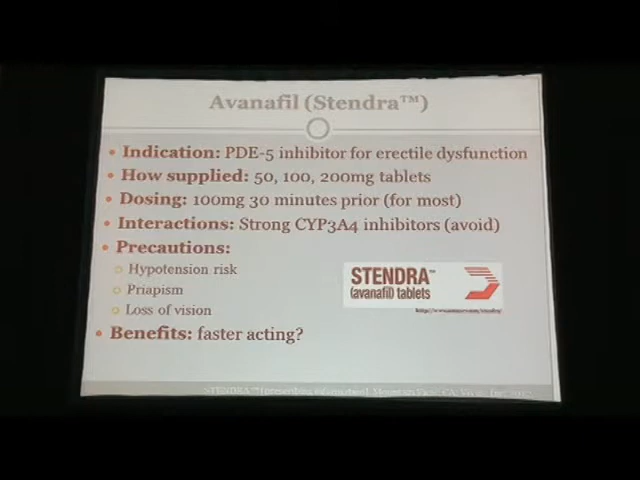 Avanafil (Stendra™)
• Indication: PDE-5 inhibitor for erectile dysfunction
• How supplied: 50, 100, 200mg tablets
• Dosing: 100mg 30 minutes prior (for most)
• Interactions: Strong CYP3A4 inhibitors (avoid)
• Precautions:
Hypotension risk
Priapism
Loss of vision
STENDRA™
(avanafil) tablets
• Benefits: faster acting?